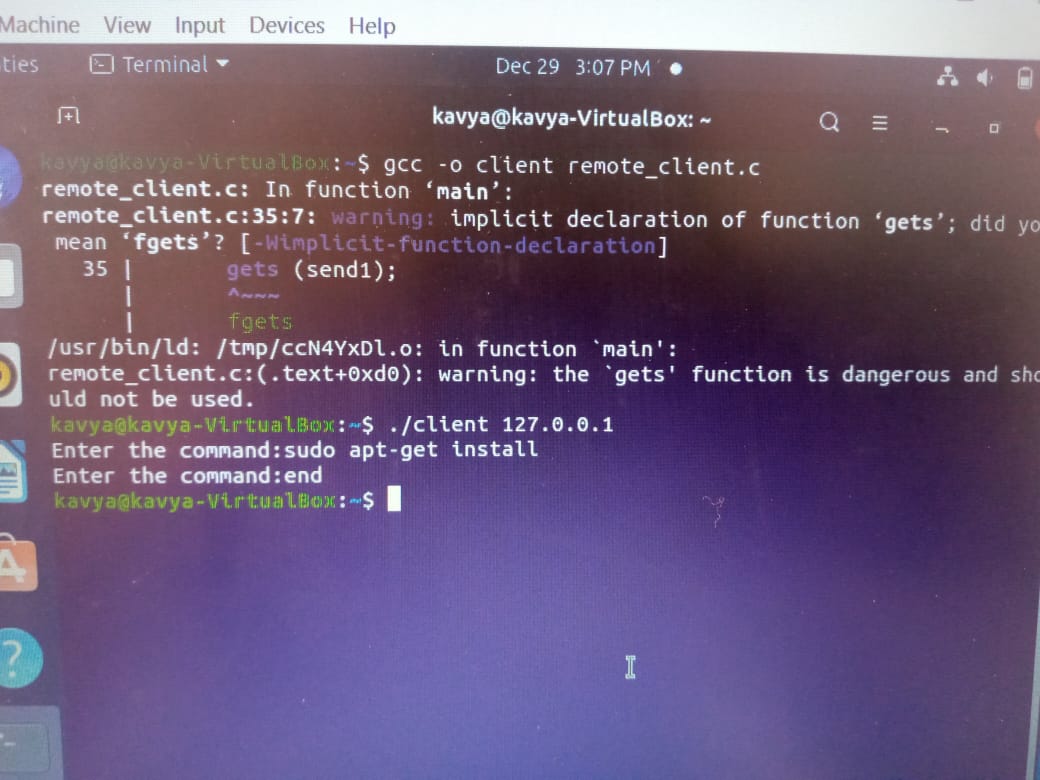 Machine View Input Devices Help
ties Terminal Dec 29 3:07 PM
kavya@kavya-VirtualBox: ~
kavya@kavya-VirtualBox:~$ gcc -o client remote_client.c
remote_client.c: In function ‘main’:
remote_client.c:35:7: warning: implicit declaration of function ‘gets’; did yo
mean ‘fgets’? [-Wimplicit-function-declaration]
35 | gets (send1);
| ^~~~
| fgets
/usr/bin/ld: /tmp/ccN4YxDl.o: in function `main':
remote_client.c:(.text+0xd0): warning: the `gets' function is dangerous and sho
uld not be used.
kavya@kavya-VirtualBox:~$ ./client 127.0.0.1
Enter the command:sudo apt-get install
Enter the command:end
kavya@kavya-VirtualBox:~$